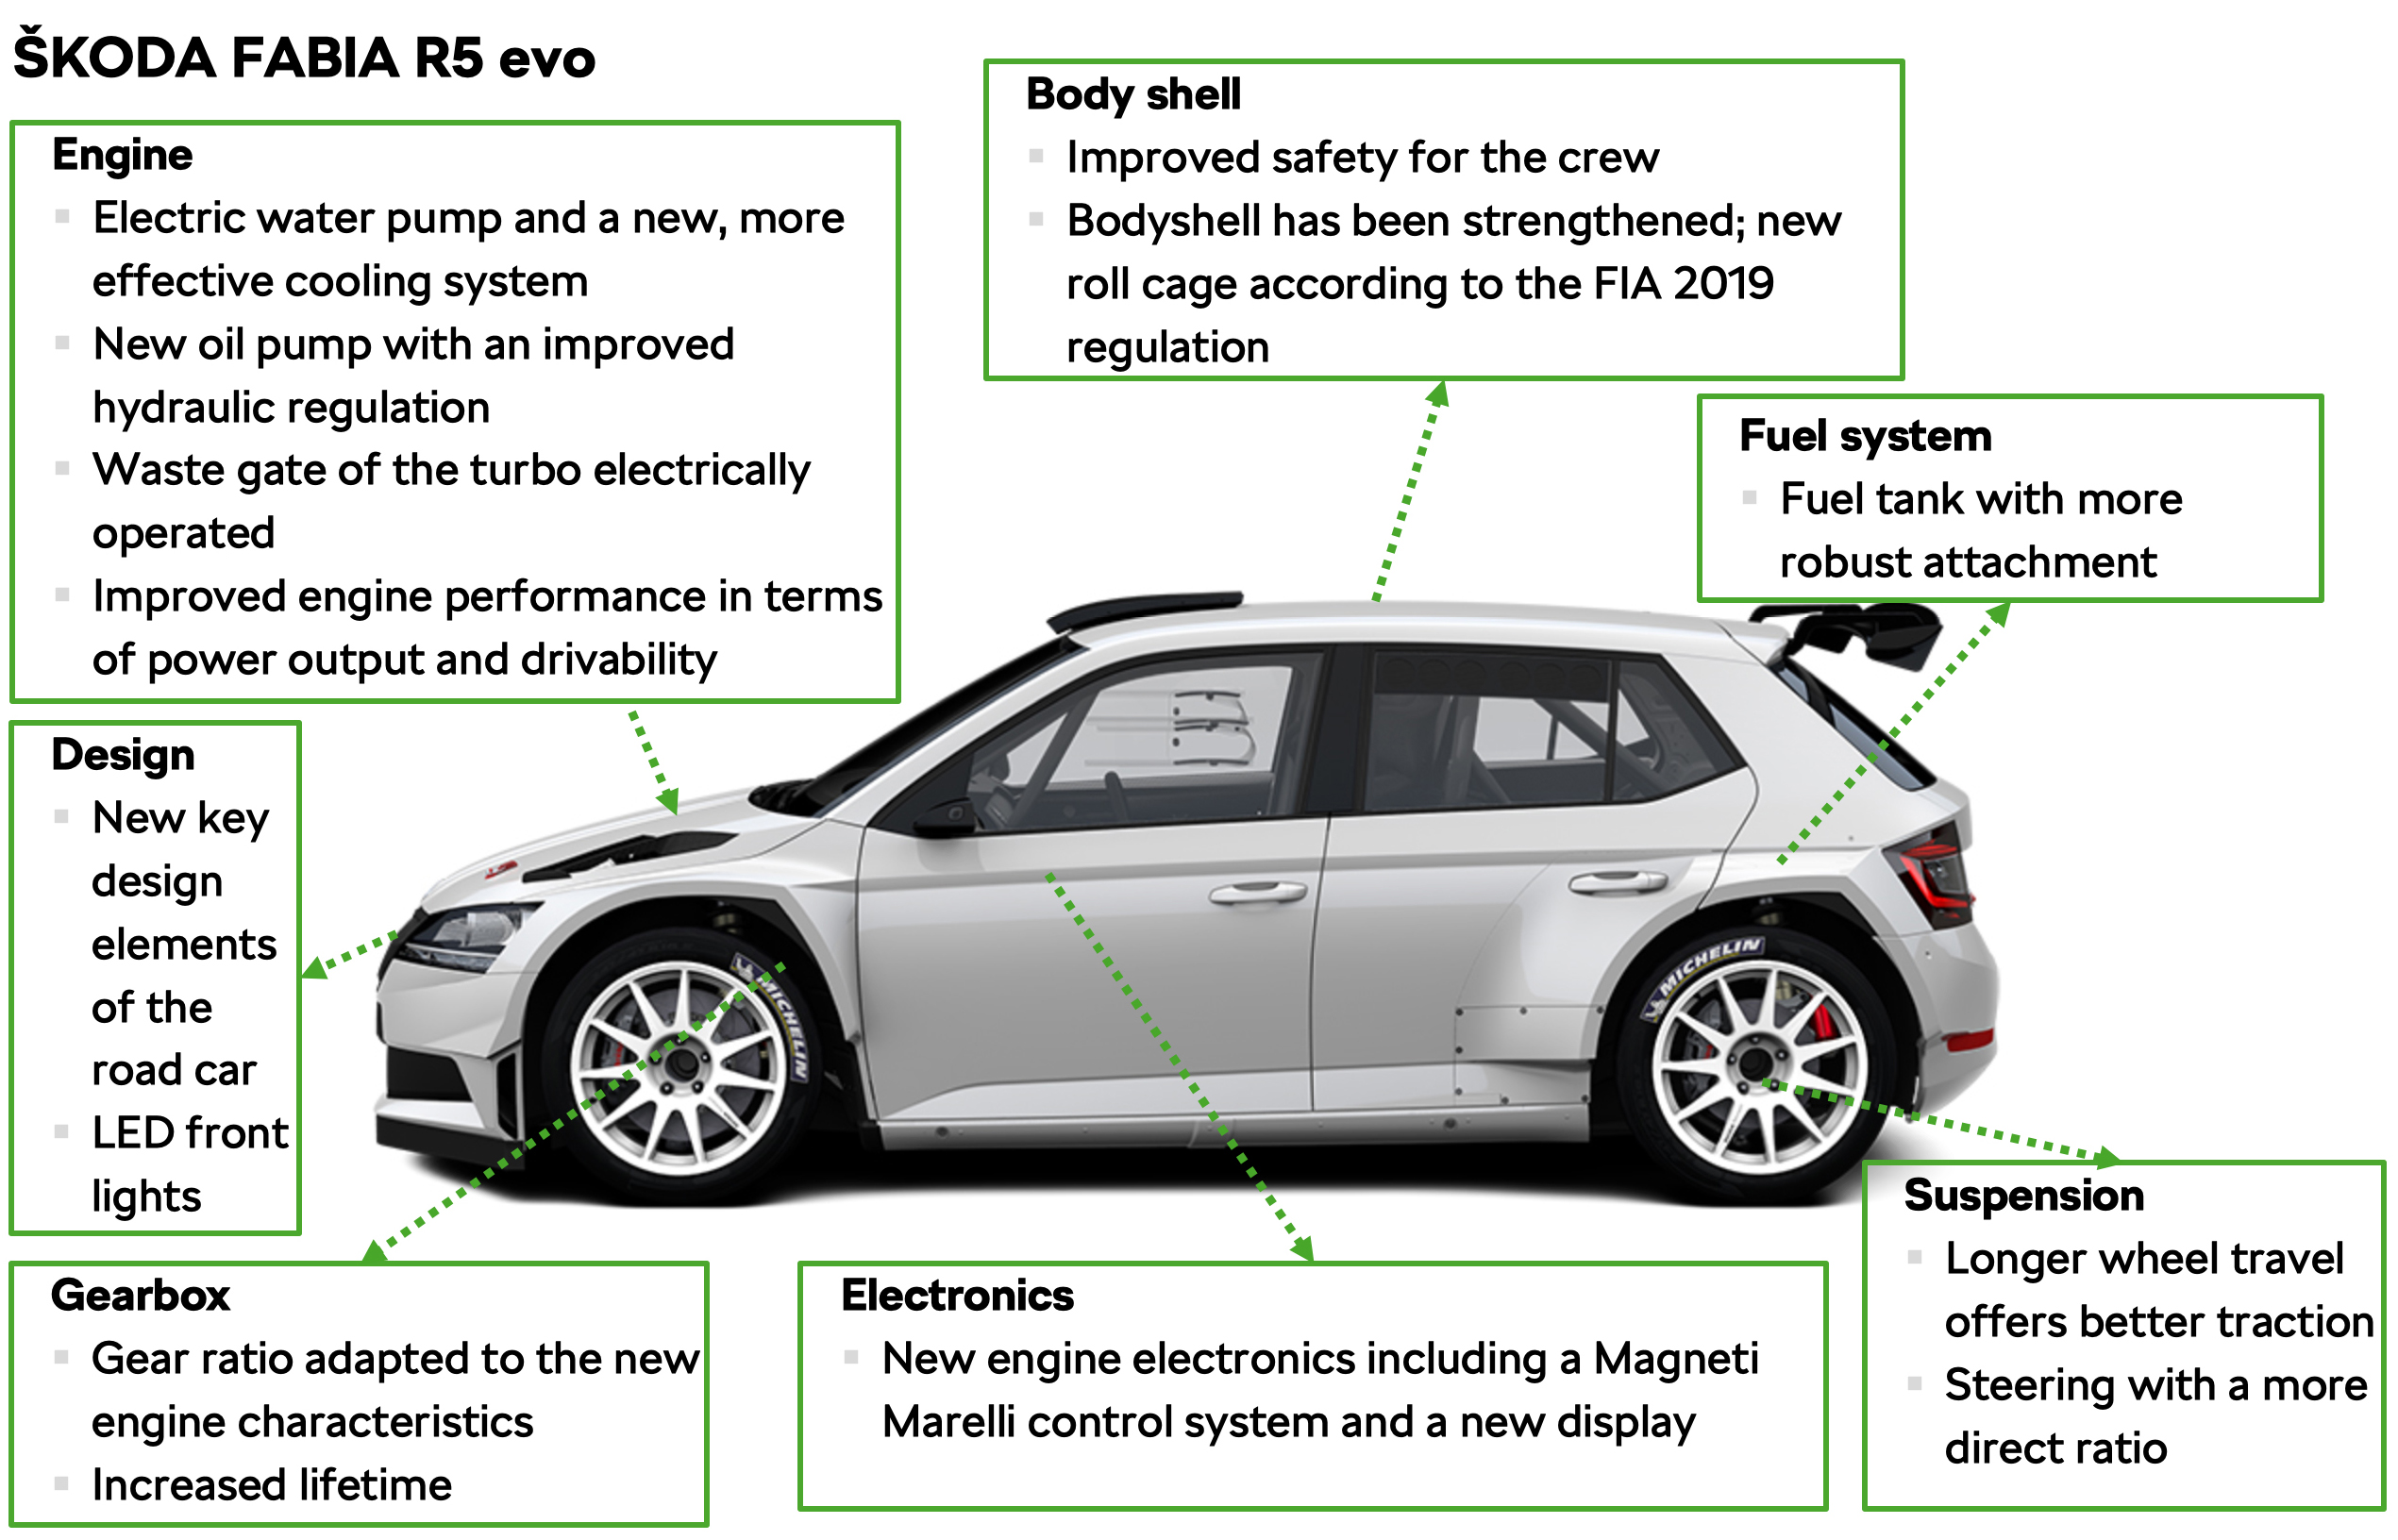 ŠKODA FABIA R5 evo
Engine
Electric water pump and a new, more
effective cooling system
New oil pump with an improved
hydraulic regulation
Waste gate of the turbo electrically
operated
Improved engine performance in terms
of power output and drivability
Body shell
Improved safety for the crew
Bodyshell has been strengthened; new
roll cage according to the FIA 2019
regulation
Fuel system
Fuel tank with more
robust attachment
Design
New key
design
elements
of the
road car
LED front
lights
MICHELIN
MICHELIN
Gearbox
Gear ratio adapted to the new
engine characteristics
Increased lifetime
Electronics
New engine electronics including a Magneti
Marelli control system and a new display
Suspension
Longer wheel travel
offers better traction
Steering with a more
direct ratio